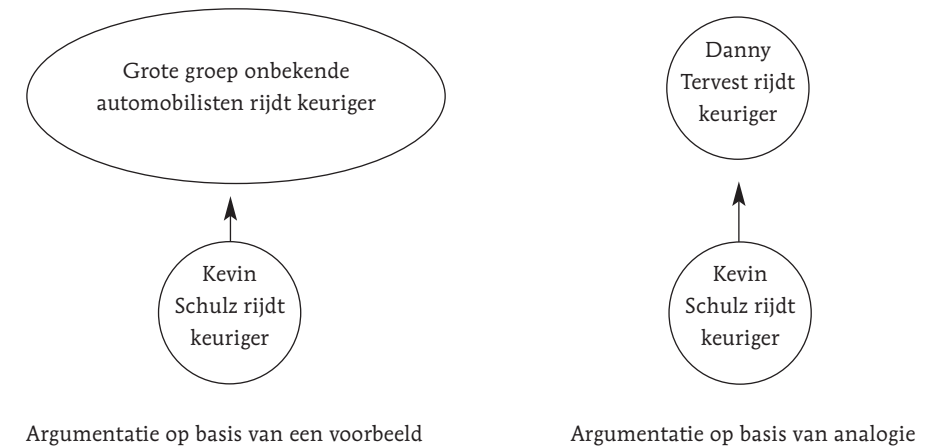 Grote groep onbekende
automobilisten rijdt keuriger
Kevin
Schulz rijdt
keuriger
Argumentatie op basis van een voorbeeld
Danny
Tervest rijdt
keuriger
Kevin
Schulz rijdt
keuriger
Argumentatie op basis van analogie